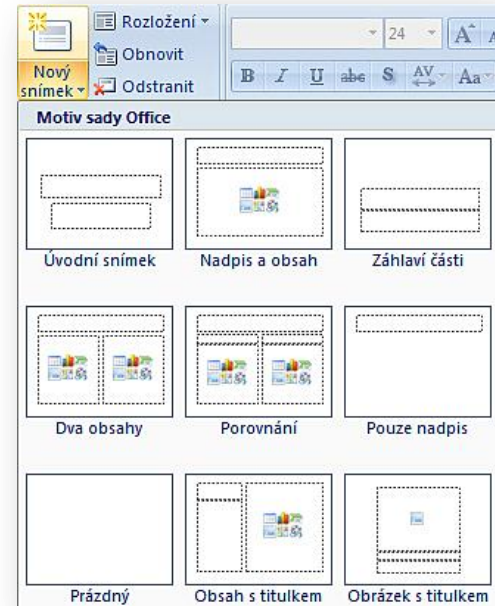 Nový snímek
Rozložení
Obnovit
Odstranit
24
A A
B I U abe S AV Aa
Motiv sady Office
Úvodní snímek
Nadpis a obsah
Záhlaví části
Dva obsahy
Porovnání
Pouze nadpis
Prázdný
Obsah s titulkem
Obrázek s titulkem